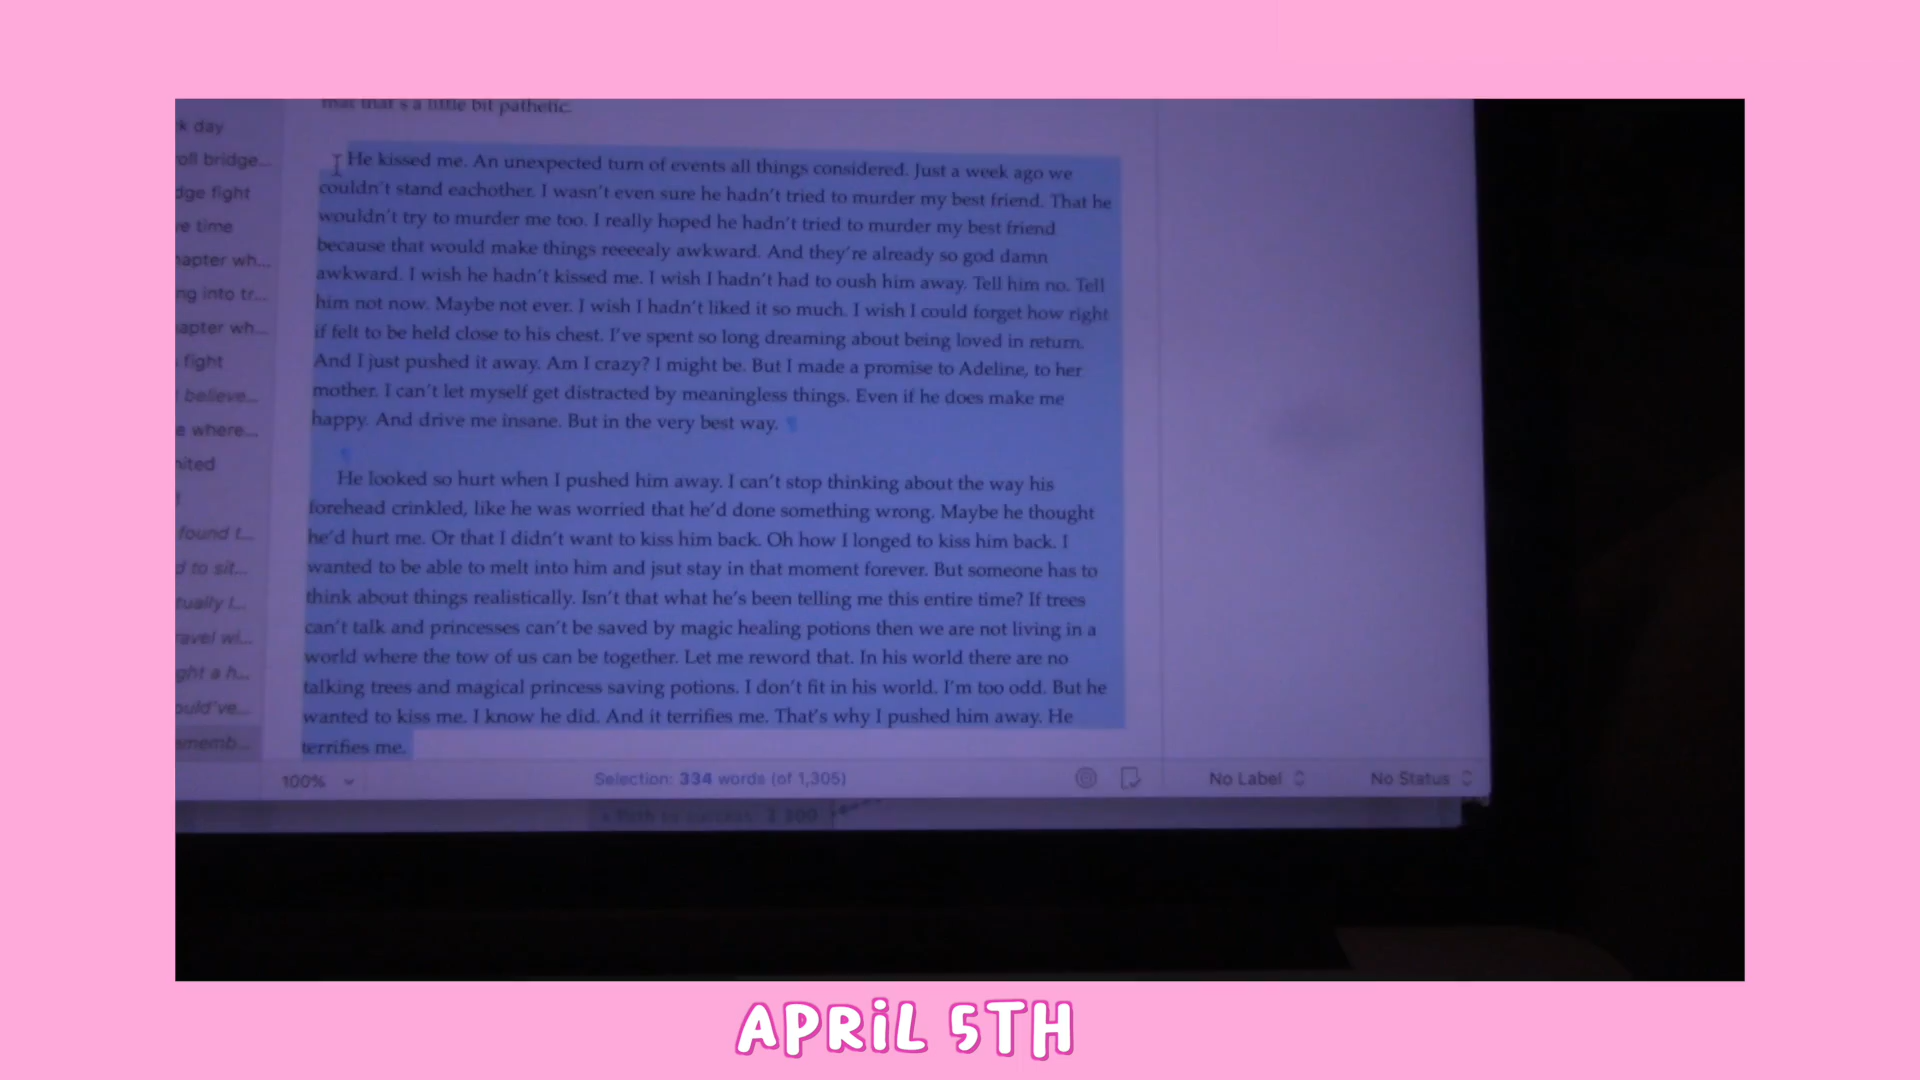 that that's a little bit pathetic.
k day
roll bridge...
dge fight
ve time
hapter wh...
ng into tr...
hapter wh...
fight
believe...
e where...
nited
found t...
d to sit...
tually I...
ravel wi...
ght a h...
ould've...
smemb...
He kissed me. An unexpected turn of events all things considered. Just a week ago we
couldn't stand eachother. I wasn't even sure he hadn't tried to murder my best friend. That he
wouldn't try to murder me too. I really hoped he hadn't tried to murder my best friend
because that would make things reeeealy awkward. And they're already so god damn
awkward. I wish he hadn't kissed me. I wish I hadn't had to oush him away. Tell him no. Tell
him not now. Maybe not ever. I wish I hadn't liked it so much. I wish I could forget how right
if felt to be held close to his chest. I've spent so long dreaming about being loved in return.
And I just pushed it away. Am I crazy? I might be. But I made a promise to Adeline, to her
mother. I can't let myself get distracted by meaningless things. Even if he does make me
happy. And drive me insane. But in the very best way.
He looked so hurt when I pushed him away. I can't stop thinking about the way his
forehead crinkled, like he was worried that he'd done something wrong. Maybe he thought
he'd hurt me. Or that I didn't want to kiss him back. Oh how I longed to kiss him back. I
wanted to be able to melt into him and jsut stay in that moment forever. But someone has to
think about things realistically. Isn't that what he's been telling me this entire time? If trees
can't talk and princesses can't be saved by magic healing potions then we are not living in a
world where the tow of us can be together. Let me reword that. In his world there are no
talking trees and magical princess saving potions. I don't fit in his world. I'm too odd. But he
wanted to kiss me. I know he did. And it terrifies me. That's why I pushed him away. He
terrifies me.
100%
Selection: 334 words (of 1,305)
No Label
No Status
APRIL 5TH